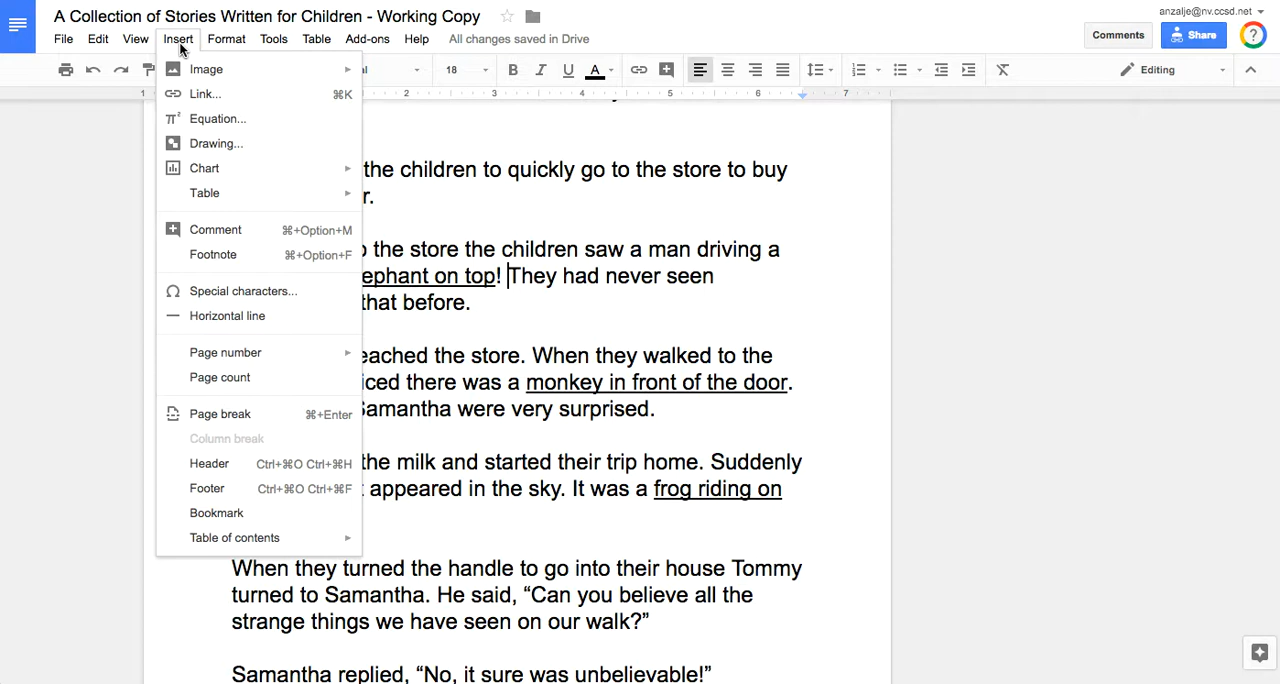 A Collection of Stories Written for Children - Working Copy
anzalje@nv.ccsd.net
File Edit View Insert Format Tools Table Add-ons Help All changes saved in Drive
Comments Share ?
18 B I U A Editing
1 2 3 4 5 6 7
Image
Link... ⌘K
Equation...
Drawing...
Chart
Table
Comment ⌘+Option+M
Footnote ⌘+Option+F
Special characters...
Horizontal line
Page number
Page count
Page break ⌘+Enter
Column break
Header Ctrl+⌘O Ctrl+⌘H
Footer Ctrl+⌘O Ctrl+⌘F
Bookmark
Table of contents
the children to quickly go to the store to buy
r.
the store the children saw a man driving a
ephant on top! They had never seen
that before.
eached the store. When they walked to the
iced there was a monkey in front of the door.
Samantha were very surprised.
the milk and started their trip home. Suddenly
appeared in the sky. It was a frog riding on
When they turned the handle to go into their house Tommy
turned to Samantha. He said, “Can you believe all the
strange things we have seen on our walk?”
Samantha replied, “No, it sure was unbelievable!”